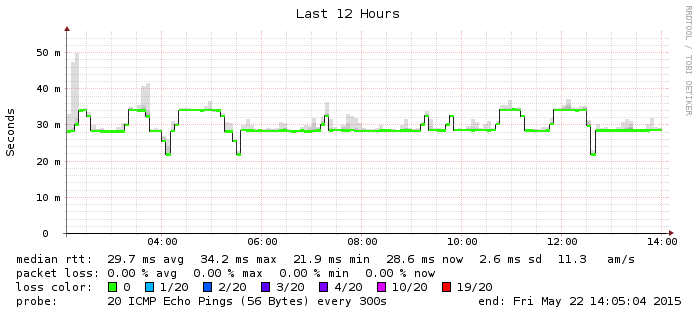 Last 12 Hours
RRDTOOL / TOBI OETIKER
Seconds
50 m
40 m
30 m
20 m
10 m
0
04:00 06:00 08:00 10:00 12:00 14:00
median rtt: 29.7 ms avg 34.2 ms max 21.9 ms min 28.6 ms now 2.6 ms sd 11.3 am/s
packet loss: 0.00 % avg 0.00 % max 0.00 % min 0.00 % now
loss color: 0 1/20 2/20 3/20 4/20 10/20 19/20
probe: 20 ICMP Echo Pings (56 Bytes) every 300s end: Fri May 22 14:05:04 2015